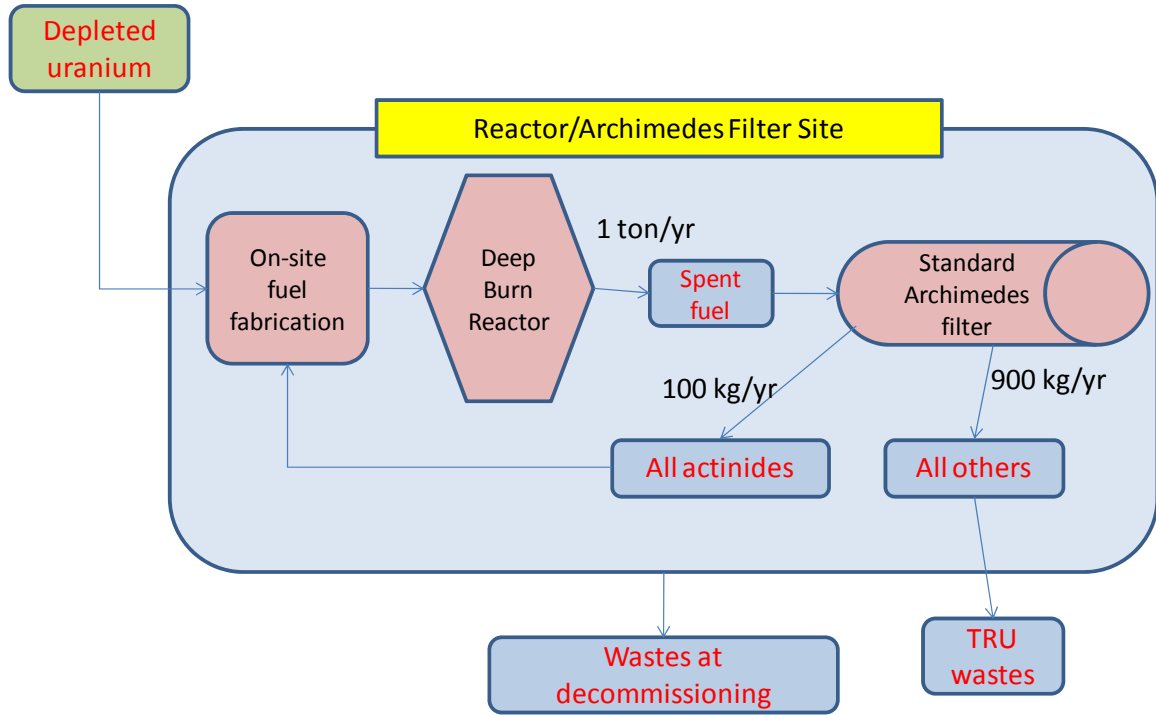 Depleted
uranium
Reactor/Archimedes Filter Site
On-site
fuel
fabrication
Deep
Burn
Reactor
1 ton/yr
Spent
fuel
Standard
Archimedes
filter
100 kg/yr
900 kg/yr
All actinides
All others
Wastes at
decommissioning
TRU
wastes